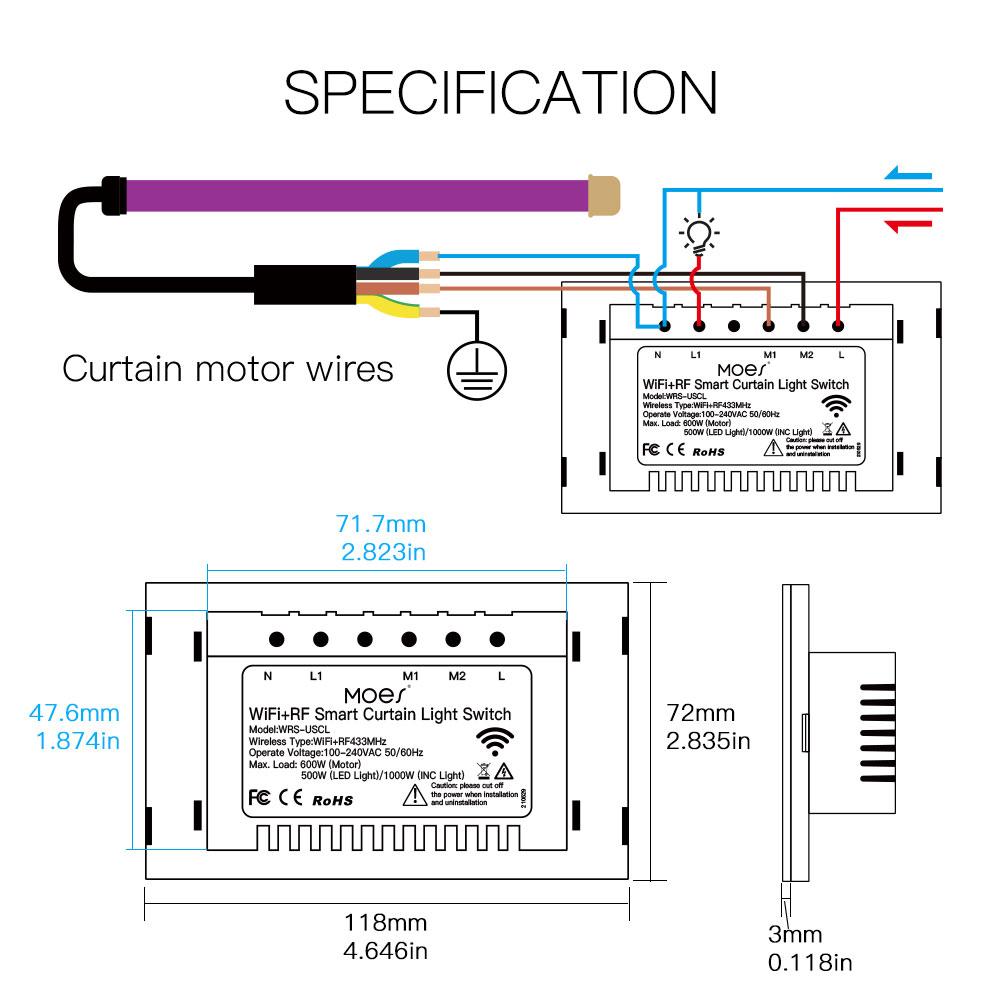 SPECIFICATION
Curtain motor wires
N L1 M1 M2 L
MOES
WiFi+RF Smart Curtain Light Switch
Model:WRS-USCL
Wireless Type:WiFi+RF433MHz
Operate Voltage:100-240VAC 50/60Hz
Max. Load: 600W (Motor)
500W (LED Light)/1000W (INC Light)
FC CE RoHS
Caution: please cut off
the power when installation
and uninstallation
210629
71.7mm
2.823in
47.6mm
1.874in
N L1 M1 M2 L
MOES
WiFi+RF Smart Curtain Light Switch
Model:WRS-USCL
Wireless Type:WiFi+RF433MHz
Operate Voltage:100-240VAC 50/60Hz
Max. Load: 600W (Motor)
500W (LED Light)/1000W (INC Light)
FC CE RoHS
Caution: please cut off
the power when installation
and uninstallation
210629
72mm
2.835in
118mm
4.646in
3mm
0.118in